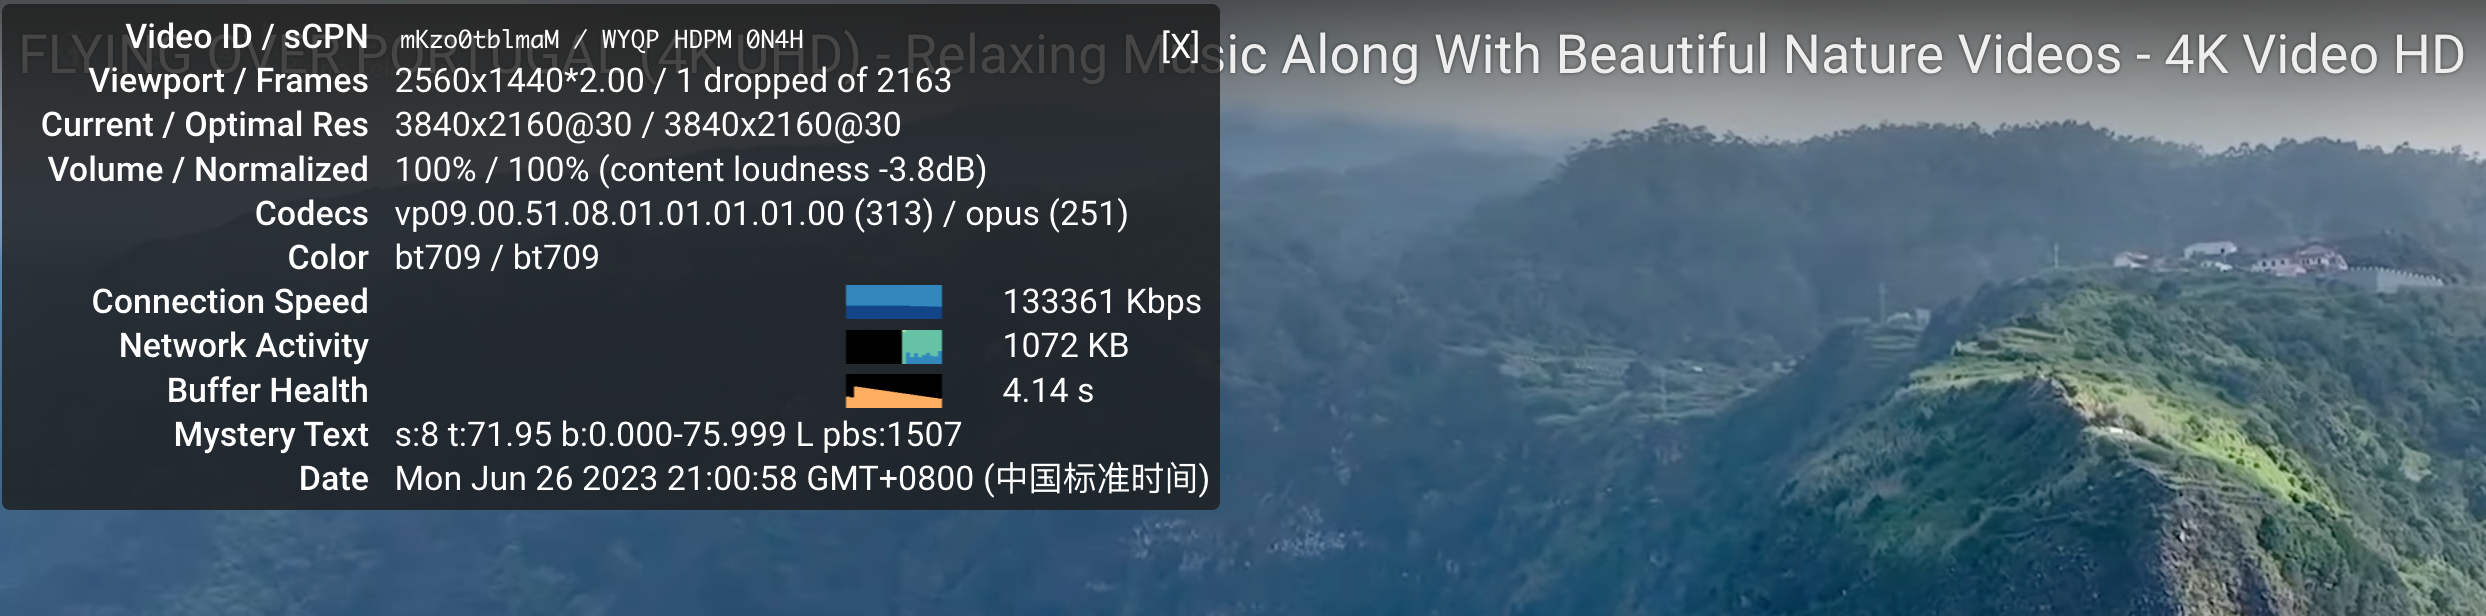 FLYING OVER PORTUGAL (4K UHD) - Relaxing Music Along With Beautiful Nature Videos - 4K Video HD
[X]
Video ID / sCPN mKzo0tblmaM / WYQP HDPM 0N4H
Viewport / Frames 2560x1440*2.00 / 1 dropped of 2163
Current / Optimal Res 3840x2160@30 / 3840x2160@30
Volume / Normalized 100% / 100% (content loudness -3.8dB)
Codecs vp09.00.51.08.01.01.01.01.00 (313) / opus (251)
Color bt709 / bt709
Connection Speed 133361 Kbps
Network Activity 1072 KB
Buffer Health 4.14 s
Mystery Text s:8 t:71.95 b:0.000-75.999 L pbs:1507
Date Mon Jun 26 2023 21:00:58 GMT+0800 (中国标准时间)